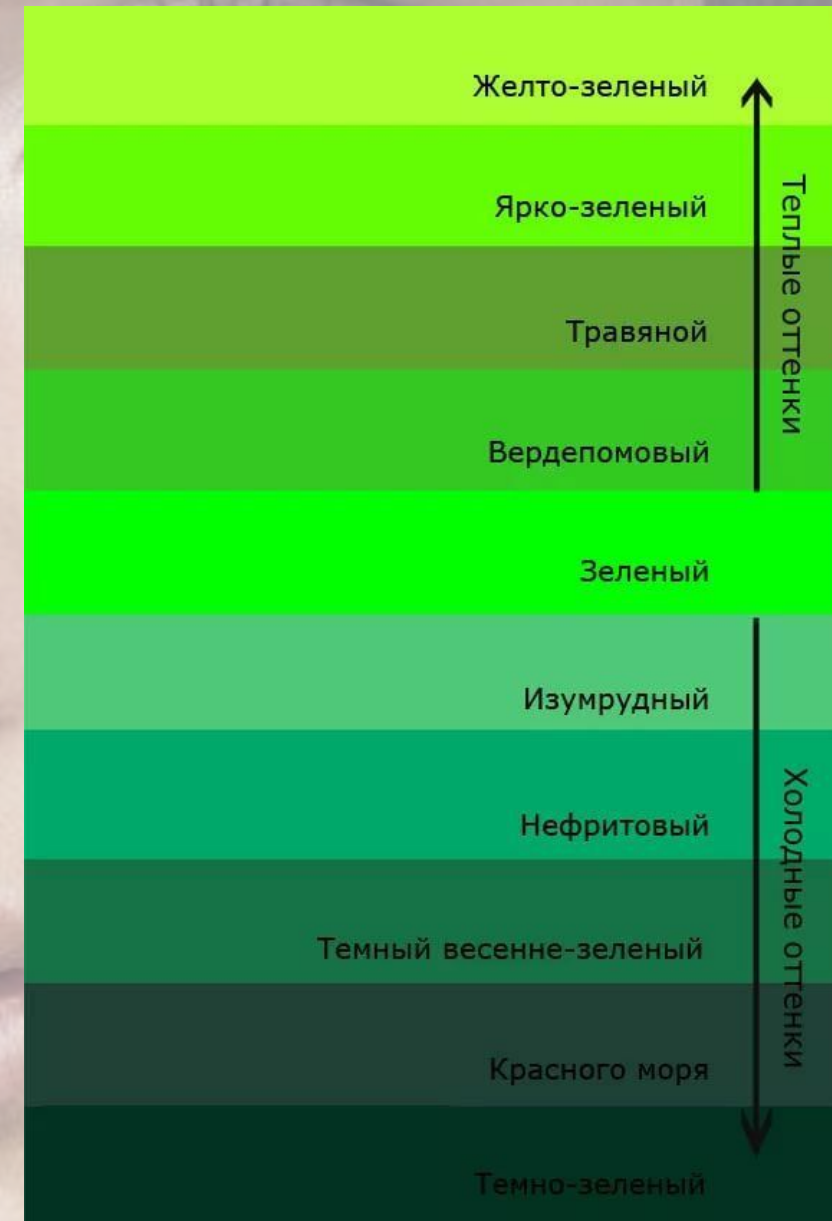 Желто-зеленый
Ярко-зеленый
Травяной
Вердепомовый
Зеленый
Изумрудный
Нефритовый
Темный весенне-зеленый
Красного моря
Темно-зеленый
Теплые оттенки
Холодные оттенки